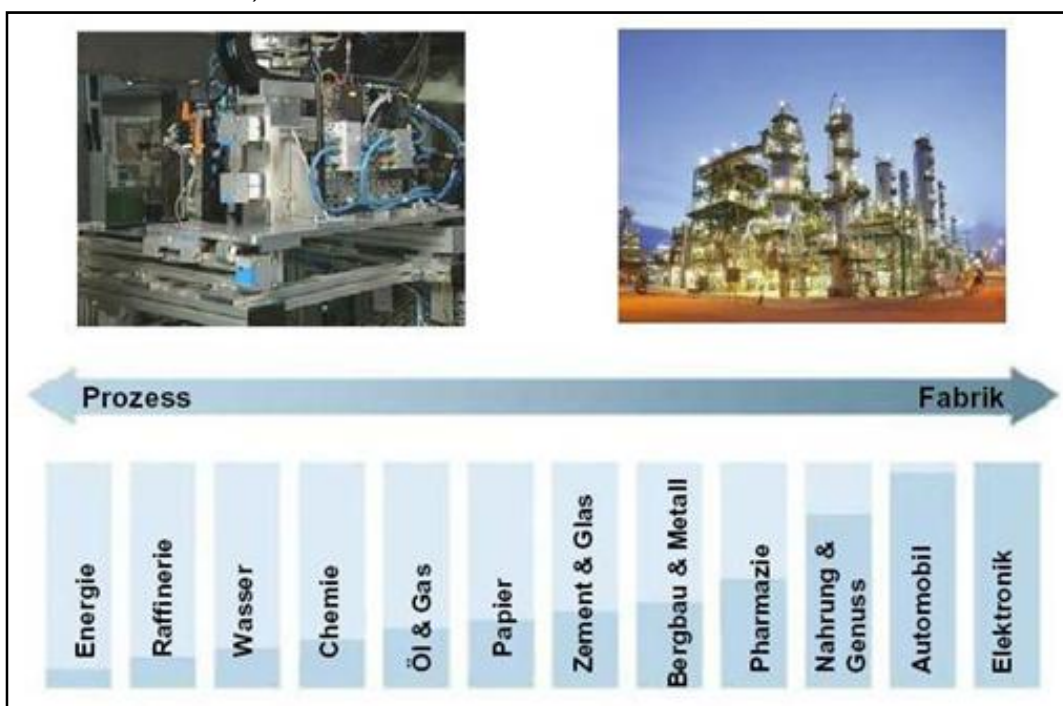 Prozess
Fabrik
Energie
Raffinerie
Wasser
Chemie
Öl & Gas
Papier
Zement & Glas
Bergbau & Metall
Pharmazie
Nahrung &
Genuss
Automobil
Elektronik